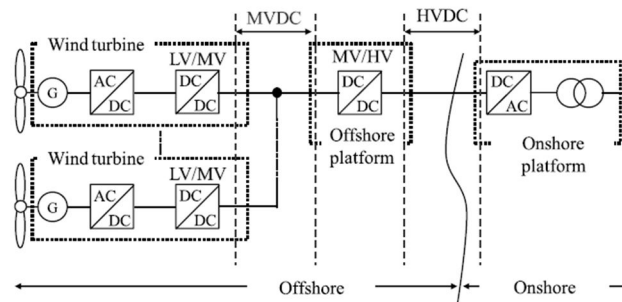 MVDC
HVDC
Wind turbine
LV/MV
MV/HV
G
AC
DC
DC
DC
DC
DC
DC
AC
Offshore
platform
Onshore
platform
Wind turbine
LV/MV
G
AC
DC
DC
DC
Offshore
Onshore